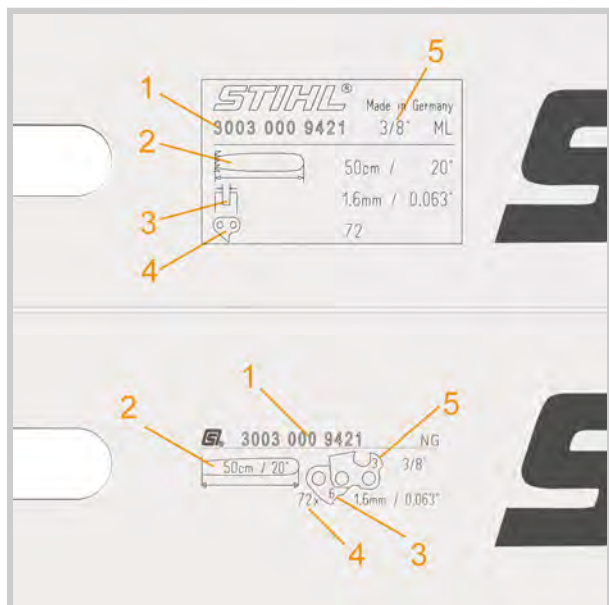 5
1
STIHL® Made in Germany
3003 000 9421 3/8" ML
2
50cm / 20"
3
1.6mm / 0.063"
4
72
1
2
5
3003 000 9421 NG
50cm / 20" 3 3/8"
72x 6 1.6mm / 0.063"
4
3